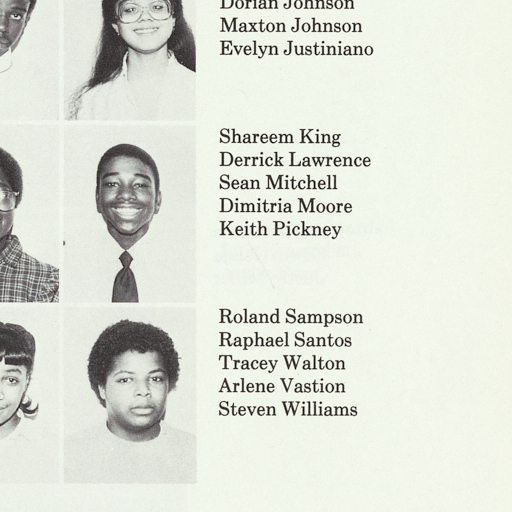 Dorian Johnson
Maxton Johnson
Evelyn Justiniano
Shareem King
Derrick Lawrence
Sean Mitchell
Dimitria Moore
Keith Pickney
Roland Sampson
Raphael Santos
Tracey Walton
Arlene Vastion
Steven Williams